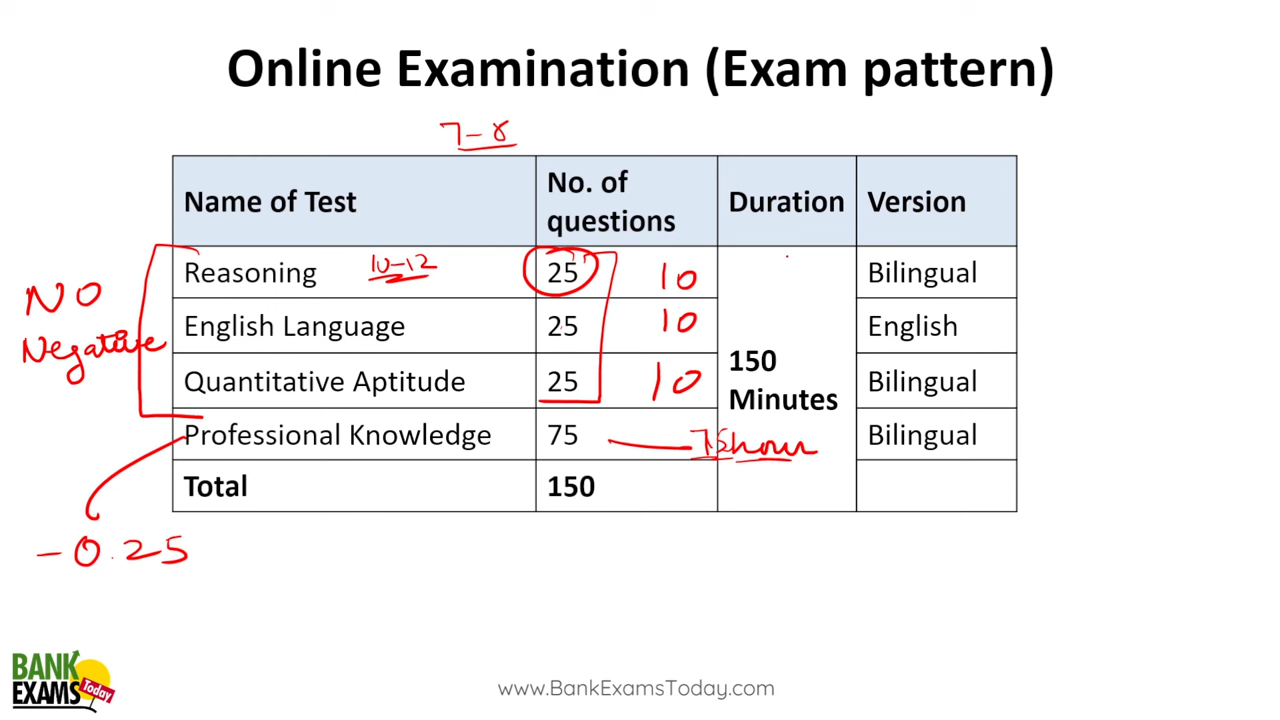 Online Examination (Exam pattern)
7-8
Name of Test No. of questions Duration Version
Reasoning 10-12 25 10 Bilingual
NO
English Language 25 10 English
Negative
150 Minutes
Quantitative Aptitude 25 10 Bilingual
Professional Knowledge 75 hour Bilingual
Total 150
-0.25
BANK EXAMS Today
www.BankExamsToday.com